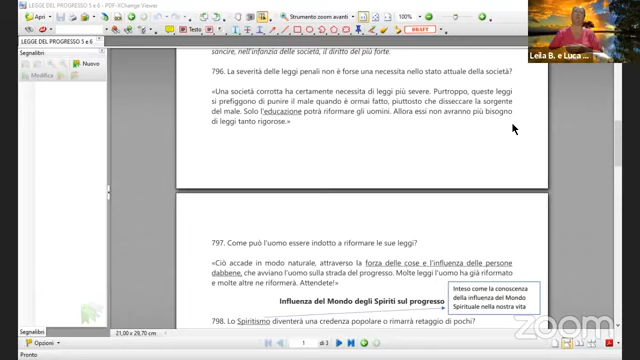 LEGGE DEL PROGRESSO 5 e 6 - PDF-XChange Viewer
Apri
Strumento zoom avanti
100%
Testo
DRAFT
LEGGE DEL PROGRESSO 5 e 6
Segnalibri
Nuovo
Modifica
Leila B. e Luca ...
sancire, nell'infanzia delle società, il diritto del più forte.
796. La severità delle leggi penali non è forse una necessita nello stato attuale della società?
«Una società corrotta ha certamente necessita di leggi più severe. Purtroppo, queste leggi
si prefiggono di punire il male quando è ormai fatto, piuttosto che disseccare la sorgente
del male. Solo l'educazione potrà riformare gli uomini. Allora essi non avranno più bisogno
di leggi tanto rigorose.»
797. Come può l'uomo essere indotto a riformare le sue leggi?
«Ciò accade in modo naturale, attraverso la forza delle cose e l'influenza delle persone
dabbene, che avviano l'uomo sulla strada del progresso. Molte leggi l'uomo ha già riformato
e molte altre ne riformerà. Attendete!»
Inteso come la conoscenza
della influenza del Mondo
Spirituale nella nostra vita
Influenza del Mondo degli Spiriti sul progresso
798. Lo Spiritismo diventerà una credenza popolare o rimarrà retaggio di pochi?
zoom
Segnalibri
21,00 x 29,70 cm
Opzioni
1
di 3
Pronto